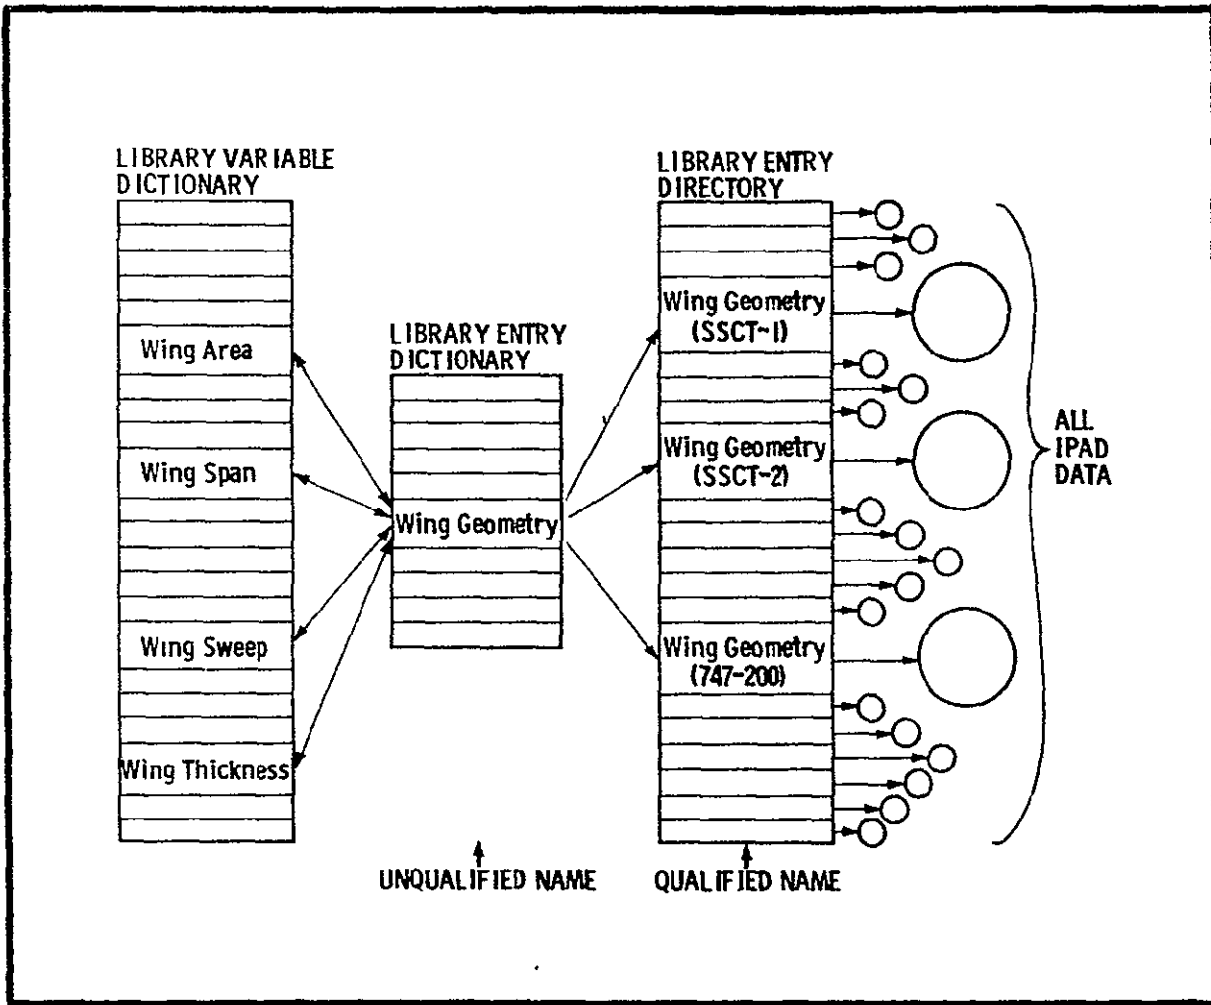 LIBRARY VARIABLE
DICTIONARY
Wing Area
Wing Span
Wing Sweep
Wing Thickness
LIBRARY ENTRY
DICTIONARY
Wing Geometry
UNQUALIFIED NAME
LIBRARY ENTRY
DIRECTORY
Wing Geometry
(SSCT-1)
Wing Geometry
(SSCT-2)
Wing Geometry
(747-200)
QUALIFIED NAME
ALL
IPAD
DATA